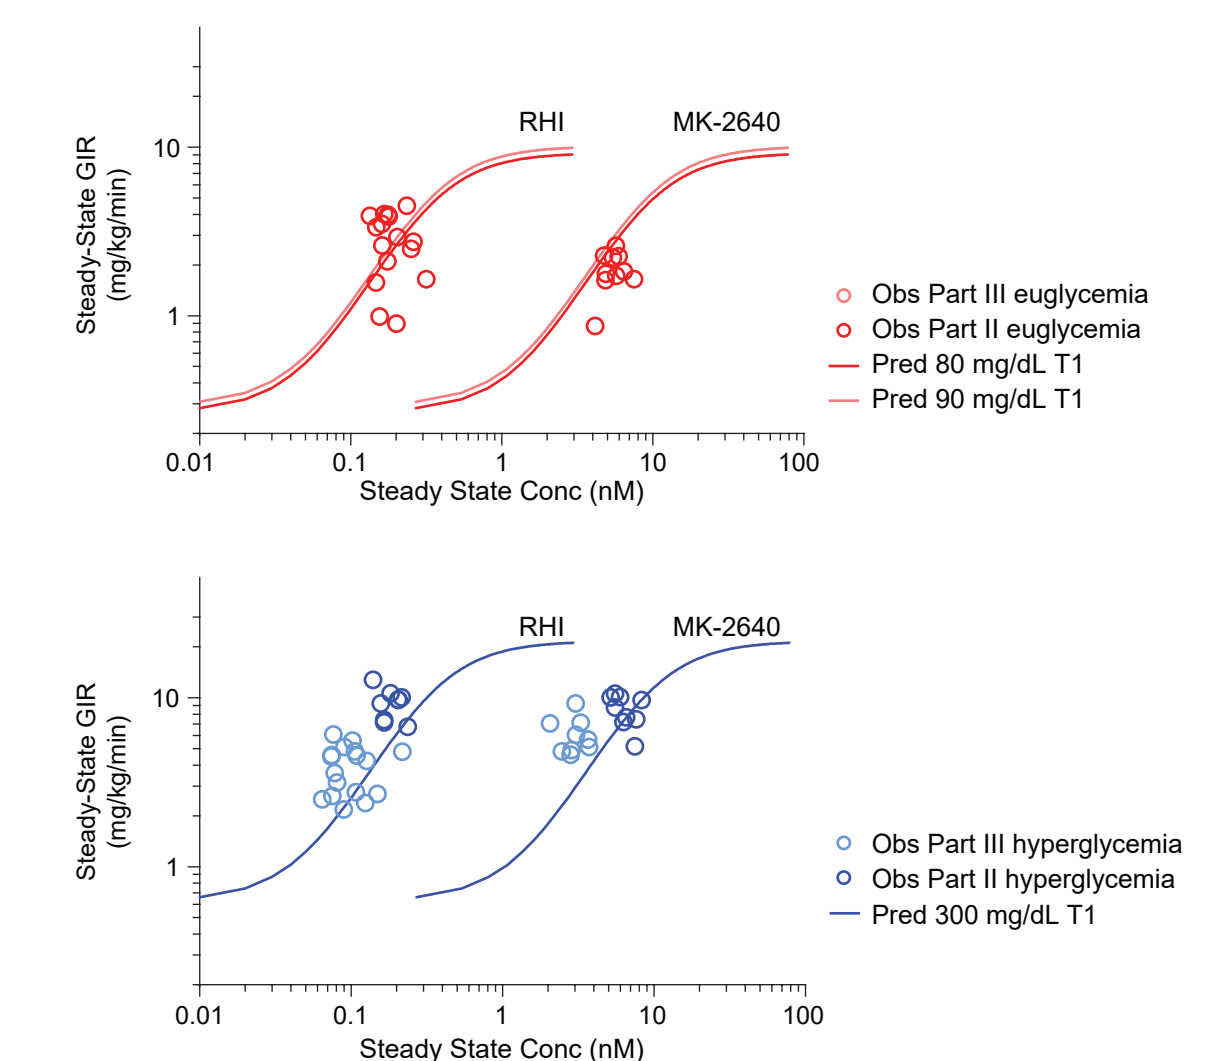 RHI
MK-2640
10
1
Steady-State GIR
(mg/kg/min)
0.01
0.1
1
10
100
Steady State Conc (nM)
Obs Part III euglycemia
Obs Part II euglycemia
Pred 80 mg/dL T1
Pred 90 mg/dL T1
RHI
MK-2640
10
1
Steady-State GIR
(mg/kg/min)
0.01
0.1
1
10
100
Steady State Conc (nM)
Obs Part III hyperglycemia
Obs Part II hyperglycemia
Pred 300 mg/dL T1